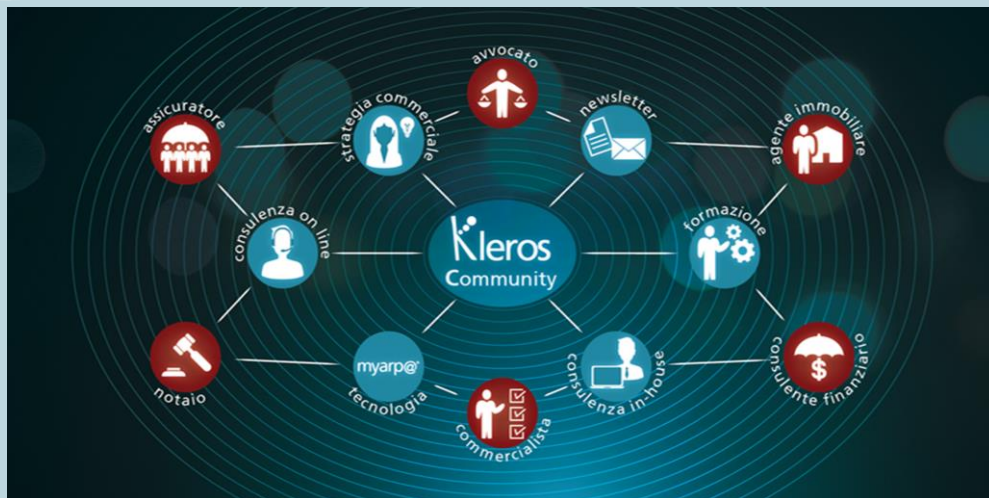 avvocato
strategia commerciale
newsletter
assicuratore
agente immobiliare
consulenza on line
Kleros
Community
formazione
notaio
myarp@
tecnologia
commercialista
consulenza in-house
consulente finanziario
$